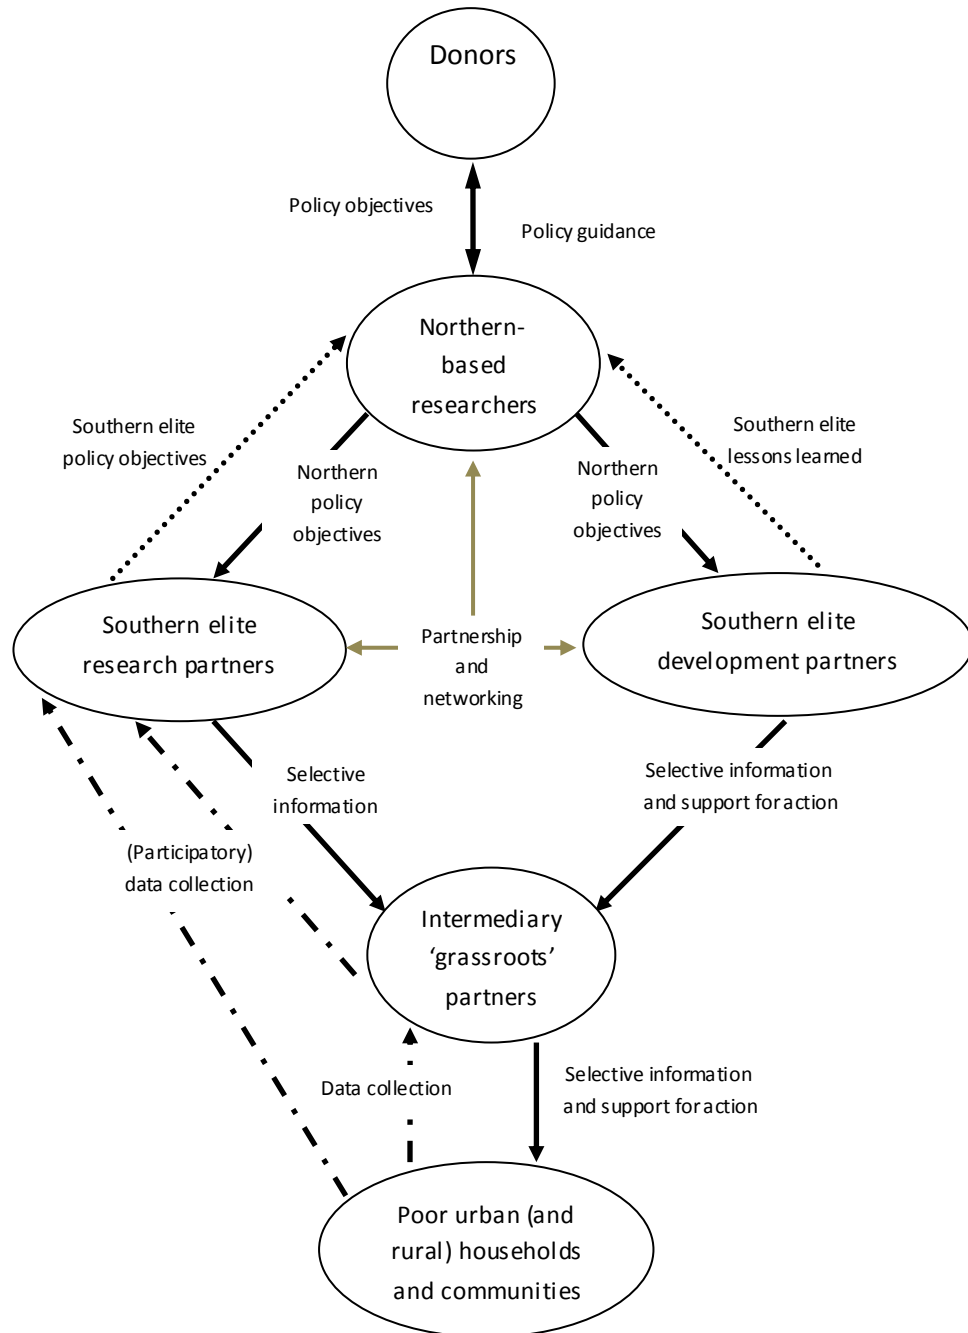 Donors
Policy objectives
Policy guidance
Northern-
based
researchers
Southern elite
policy objectives
Southern elite
lessons learned
Northern
policy
objectives
Northern
policy
objectives
Southern elite
research partners
Partnership
and
networking
Southern elite
development partners
Selective
information
Selective information
and support for action
(Participatory)
data collection
Intermediary
‘grassroots’
partners
Data collection
Selective information
and support for action
Poor urban (and
rural) households
and communities